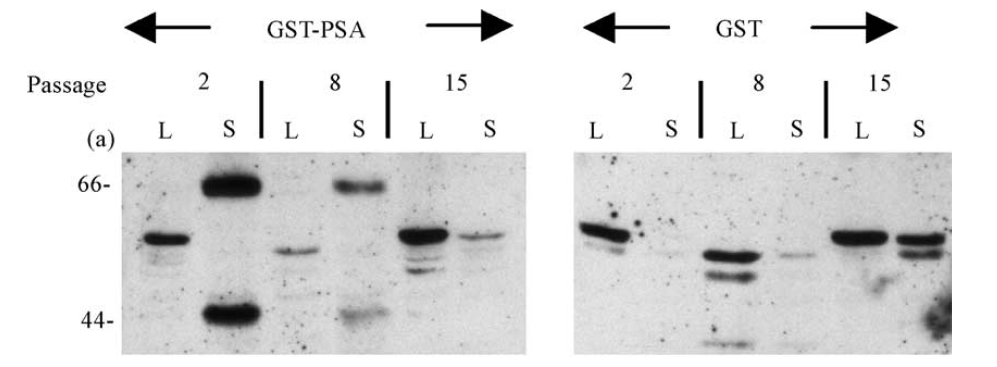 GST-PSA GST
Passage 2 8 15 2 8 15
(a) L S L S L S L S L S L S
66-
44-